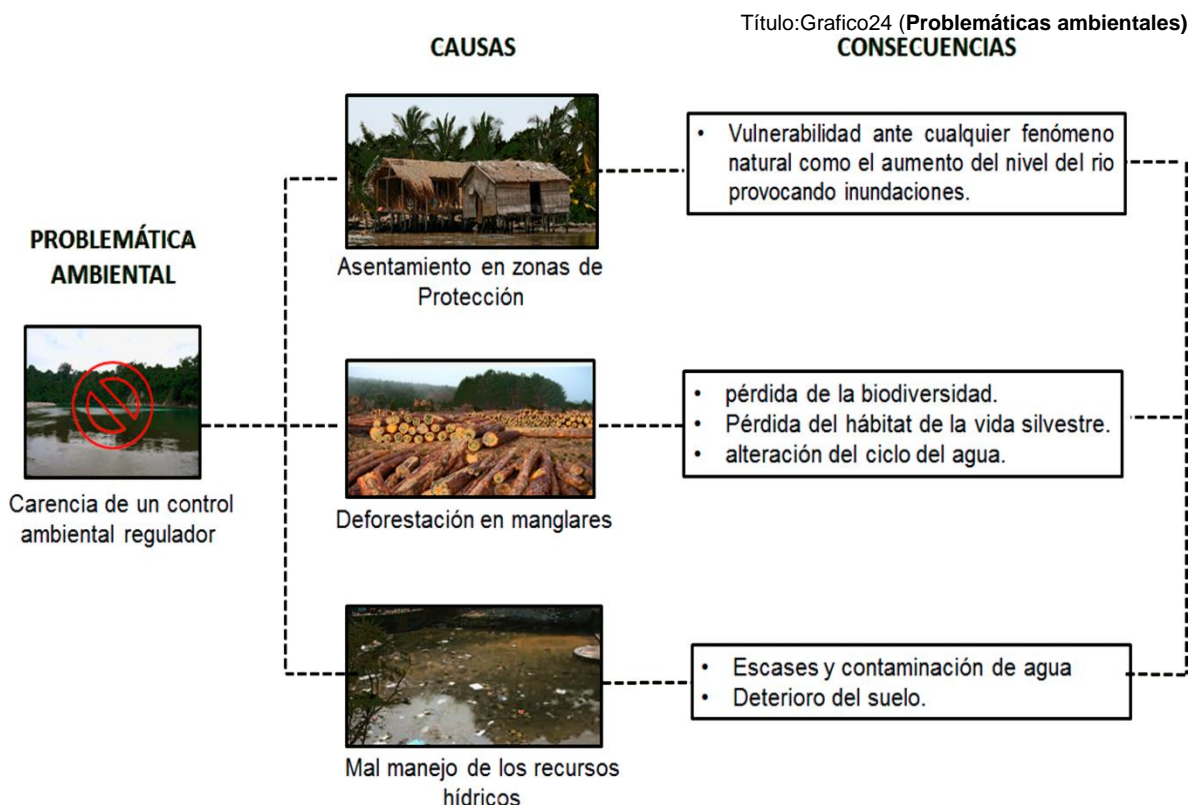 Título:Grafico24 (Problemáticas ambientales)
CAUSAS
CONSECUENCIAS
PROBLEMÁTICA
AMBIENTAL
Carencia de un control
ambiental regulador
Asentamiento en zonas de
Protección
• Vulnerabilidad ante cualquier fenómeno
natural como el aumento del nivel del rio
provocando inundaciones.
Deforestación en manglares
• pérdida de la biodiversidad.
• Pérdida del hábitat de la vida silvestre.
• alteración del ciclo del agua.
Mal manejo de los recursos
hídricos
• Escases y contaminación de agua
• Deterioro del suelo.